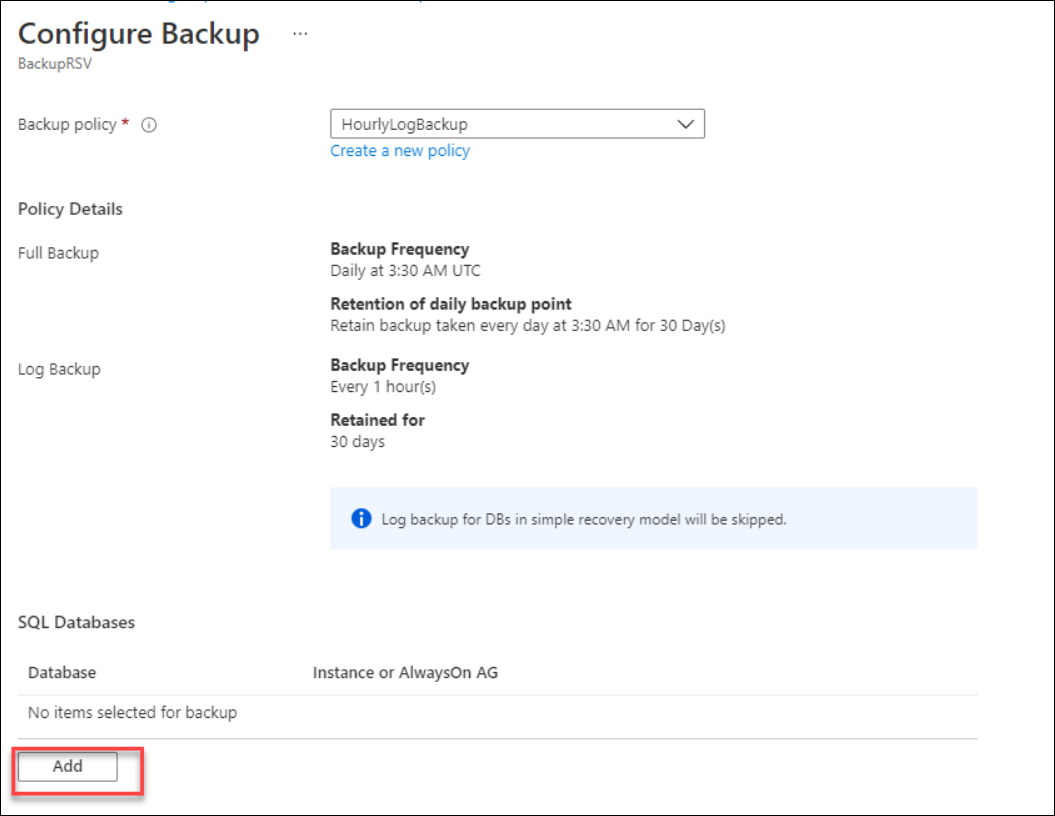 Configure Backup ...
BackupRSV
Backup policy * HourlyLogBackup
Create a new policy
Policy Details
Full Backup
Backup Frequency
Daily at 3:30 AM UTC
Retention of daily backup point
Retain backup taken every day at 3:30 AM for 30 Day(s)
Log Backup
Backup Frequency
Every 1 hour(s)
Retained for
30 days
Log backup for DBs in simple recovery model will be skipped.
SQL Databases
Database Instance or AlwaysOn AG
No items selected for backup
Add